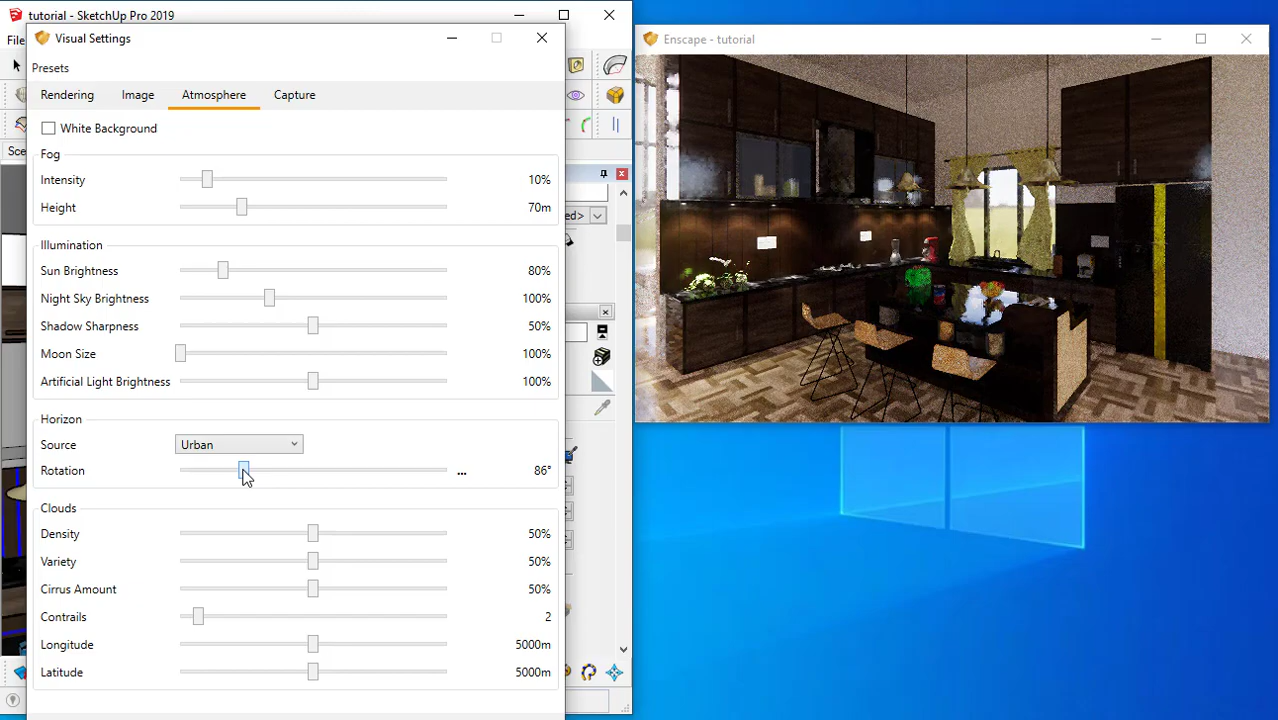 tutorial - SketchUp Pro 2019
File
Sce
ed>
Visual Settings
Presets
Rendering Image Atmosphere Capture
White Background
Fog
Intensity 10%
Height 70m
Illumination
Sun Brightness 80%
Night Sky Brightness 100%
Shadow Sharpness 50%
Moon Size 100%
Artificial Light Brightness 100%
Horizon
Source Urban
Rotation ... 86°
Clouds
Density 50%
Variety 50%
Cirrus Amount 50%
Contrails 2
Longitude 5000m
Latitude 5000m
Enscape - tutorial